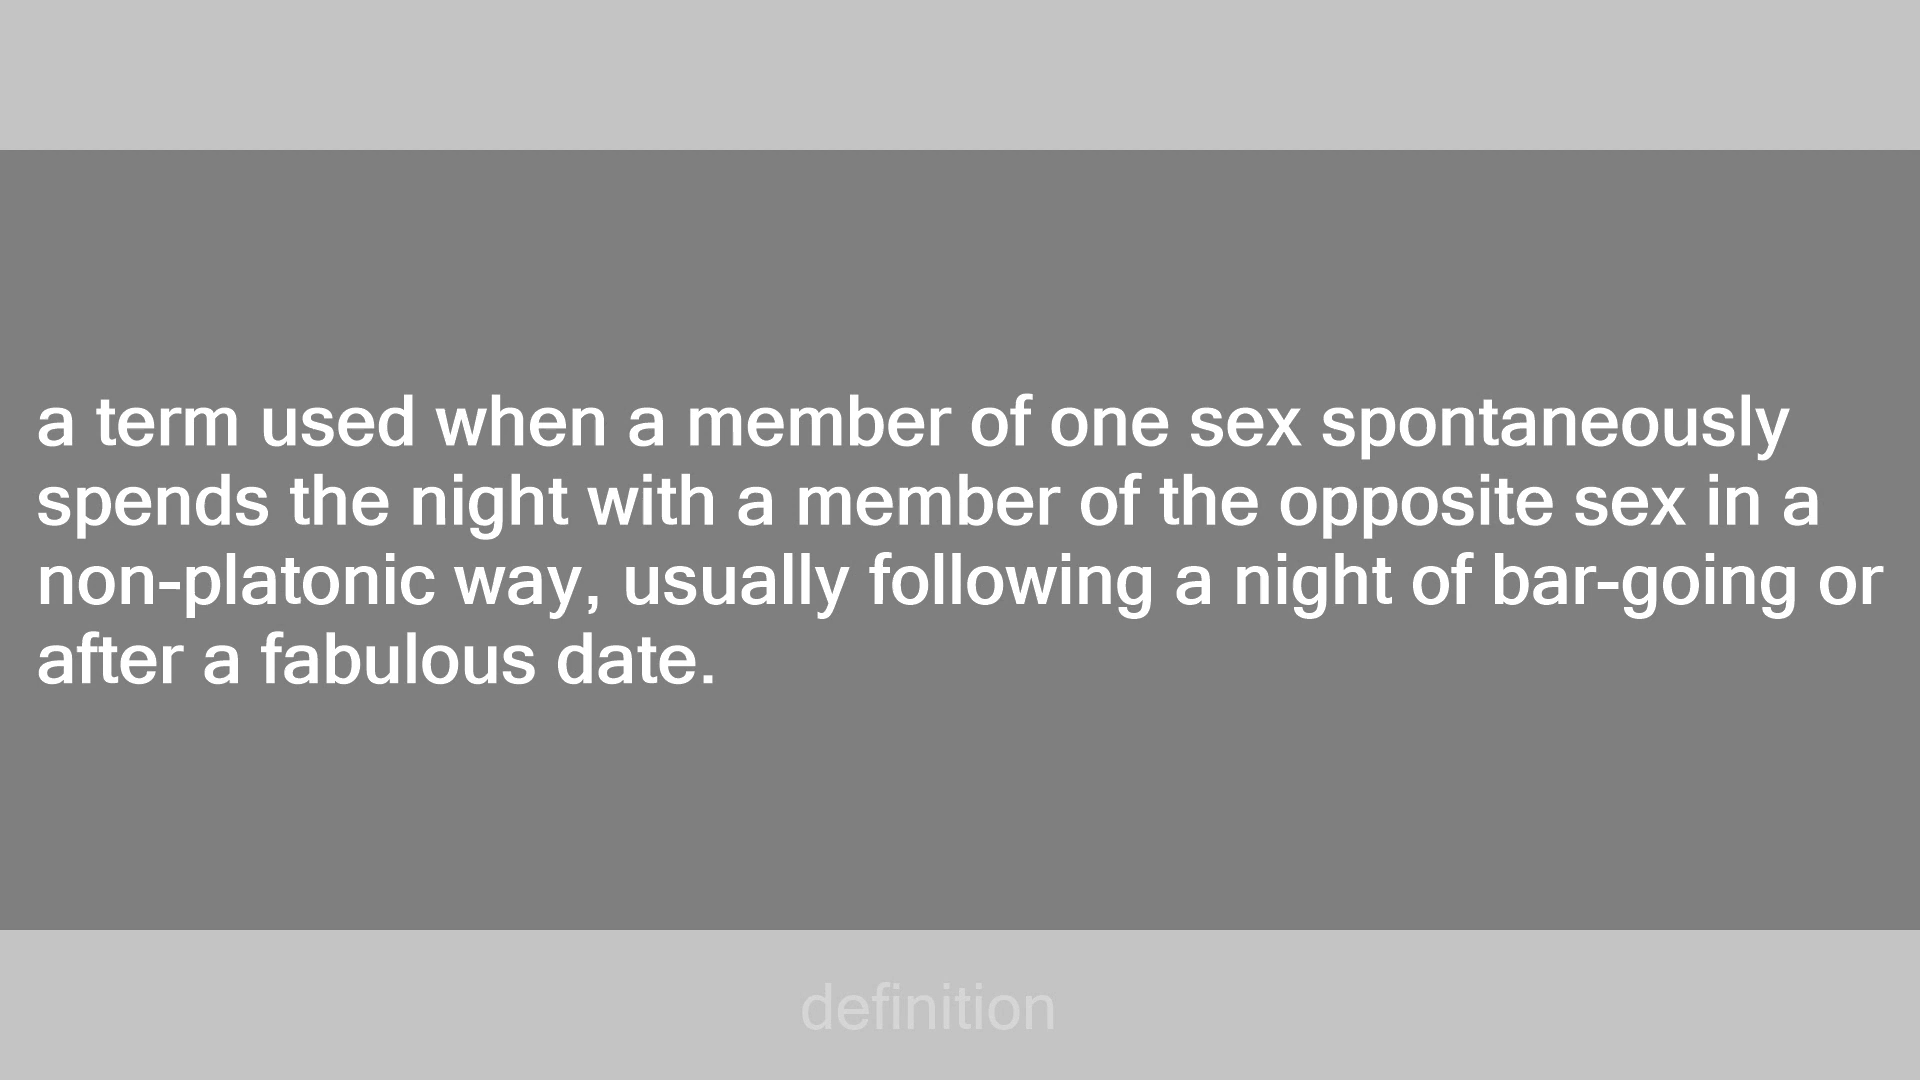 a term used when a member of one sex spontaneously
spends the night with a member of the opposite sex in a
non-platonic way, usually following a night of bar-going or
after a fabulous date.
definition